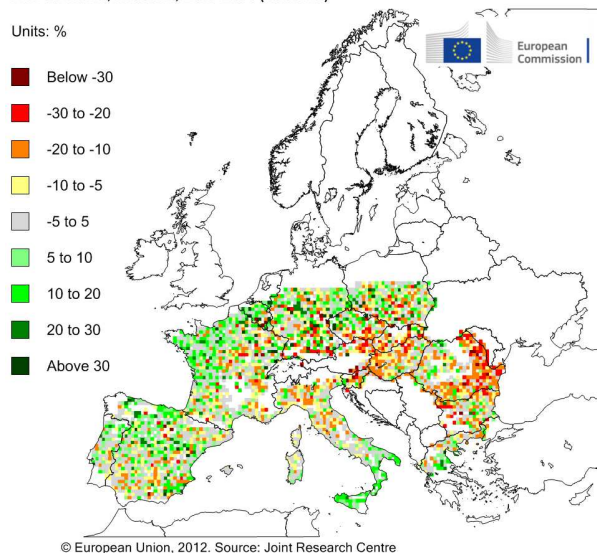 Units: %
European
Commission
Below -30
-30 to -20
-20 to -10
-10 to -5
-5 to 5
5 to 10
10 to 20
20 to 30
Above 30
© European Union, 2012. Source: Joint Research Centre